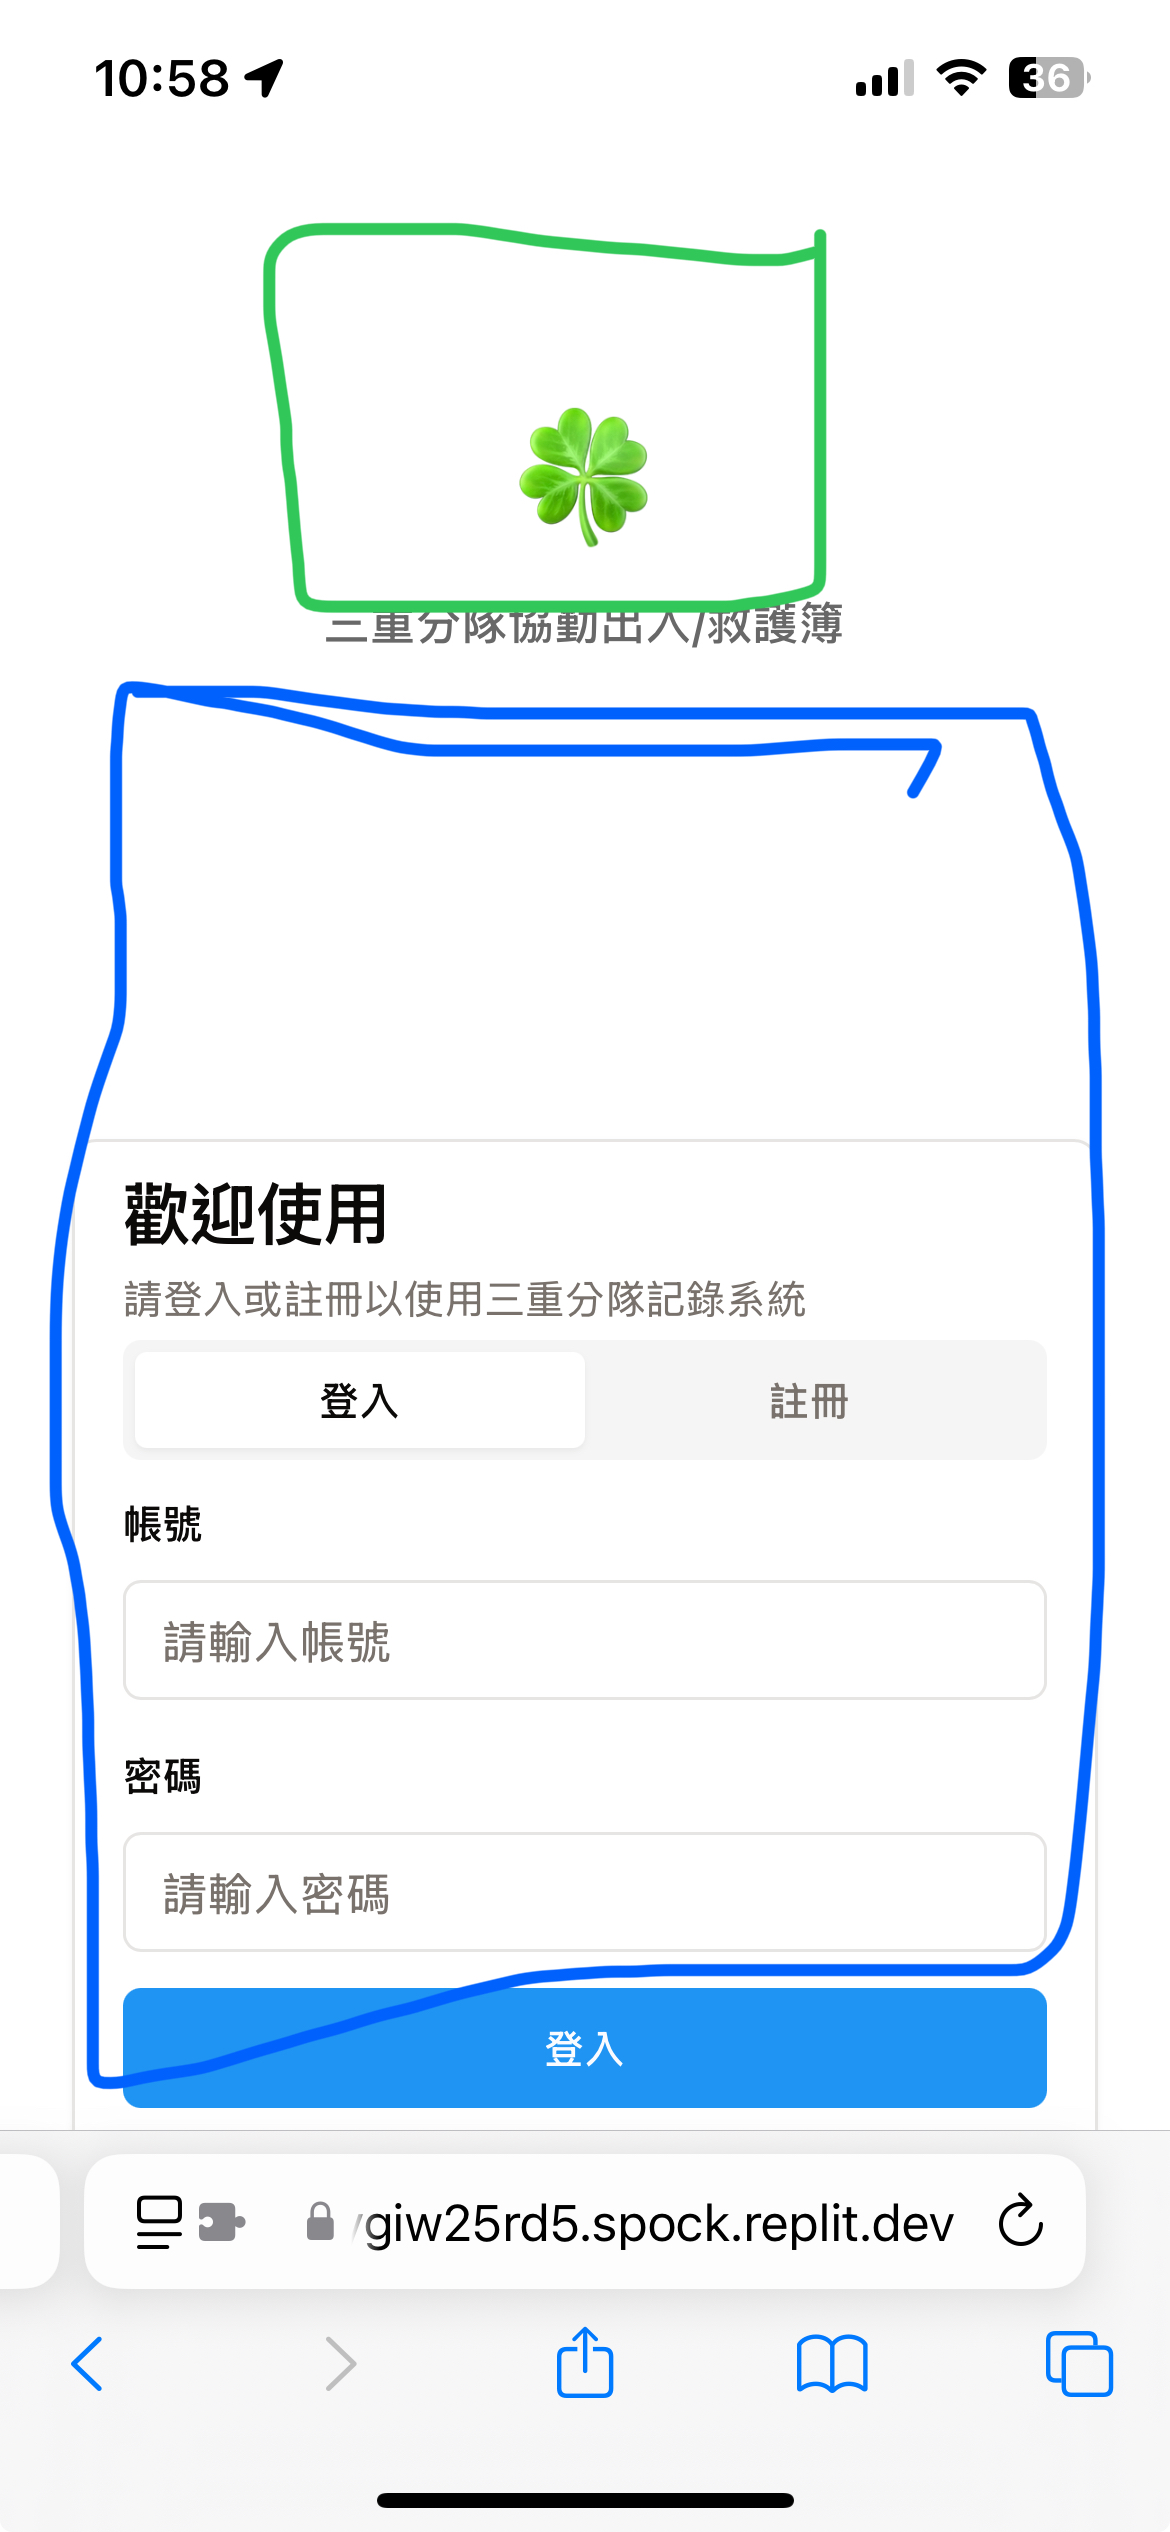 10:58
36
三重分隊協勤出入/救護簿
歡迎使用
請登入或註冊以使用三重分隊記錄系統
登入 註冊
帳號
請輸入帳號
密碼
請輸入密碼
登入
giw25rd5.spock.replit.dev